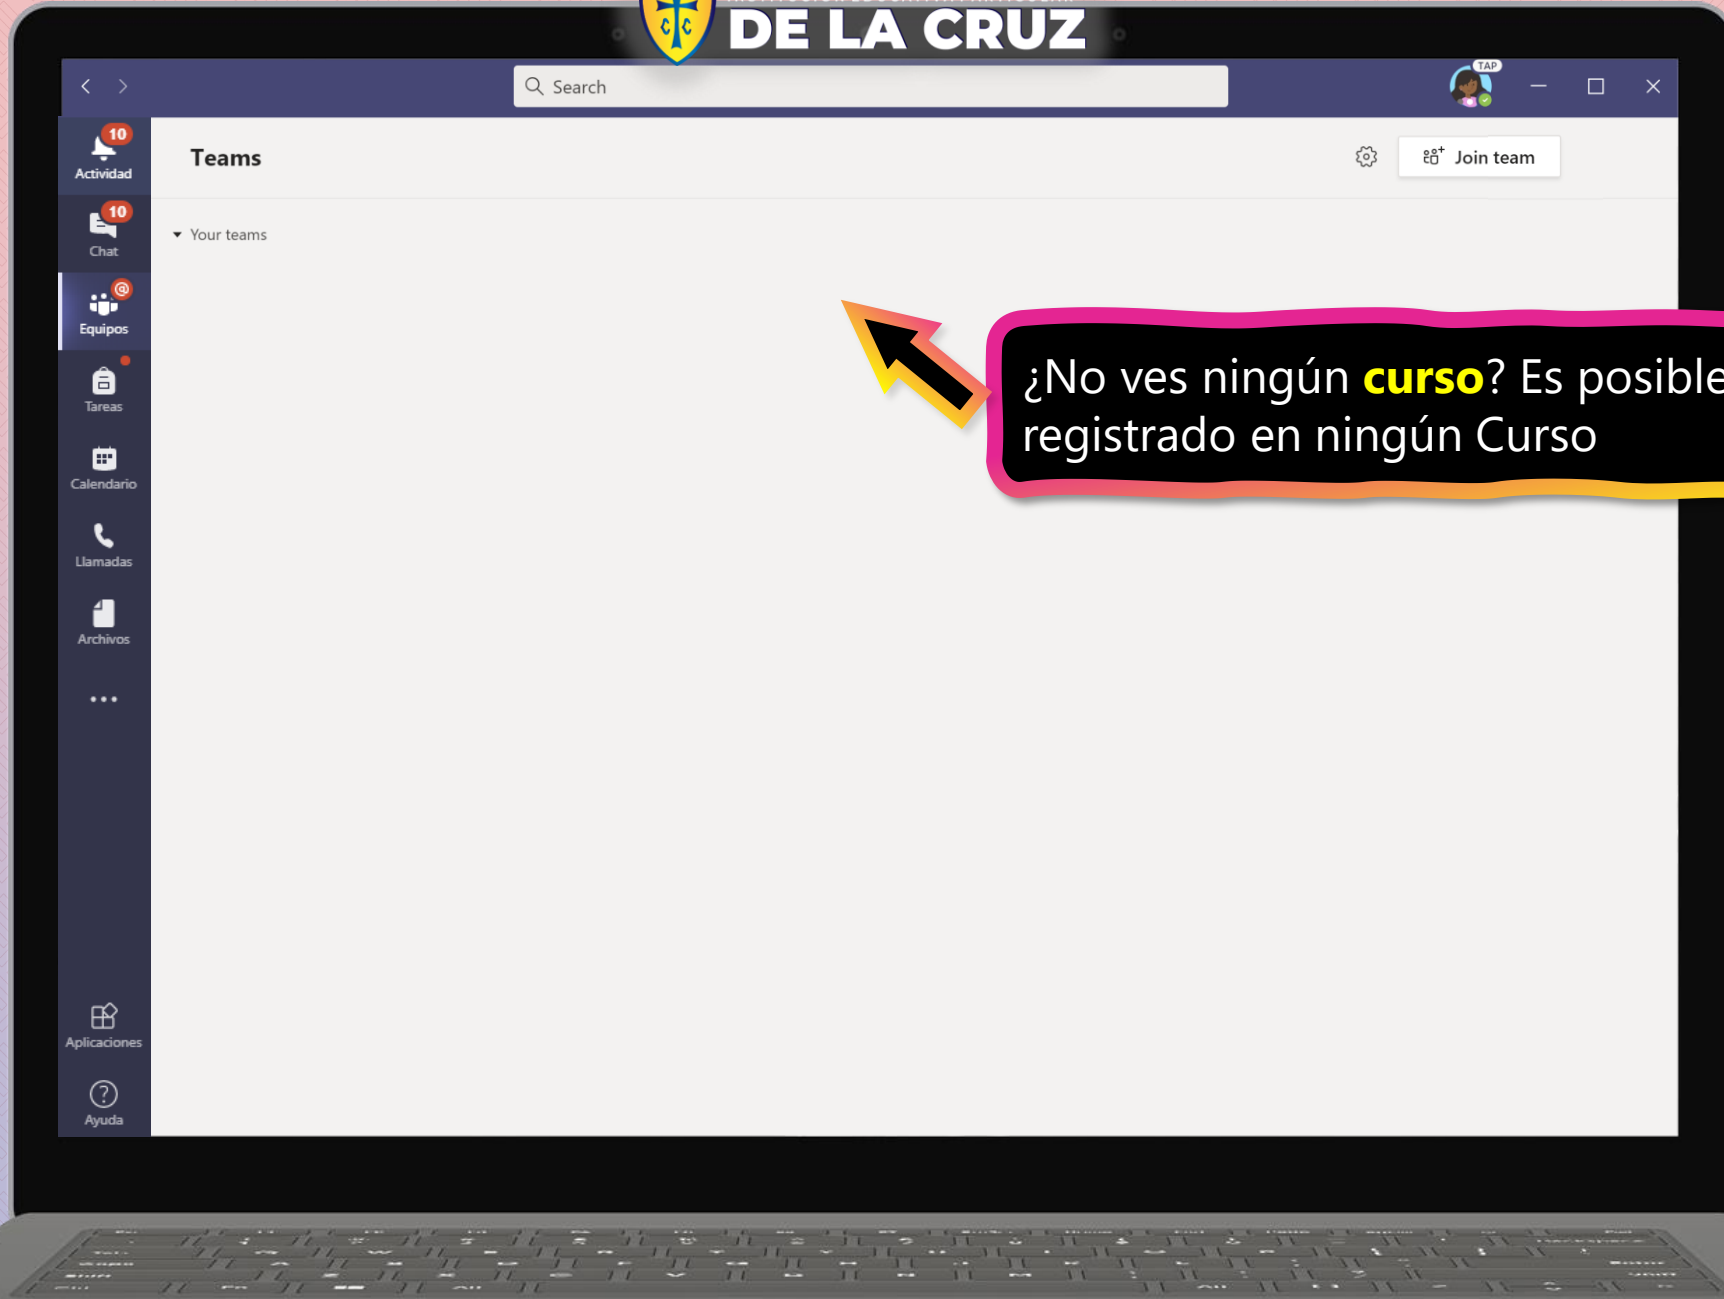 DE LA CRUZ
Search
TAP
10
Actividad
Teams
Join team
10
Chat
Your teams
@
Equipos
¿No ves ningún curso? Es posible
registrado en ningún Curso
Tareas
Calendario
Llamadas
Archivos
Aplicaciones
?
Ayuda